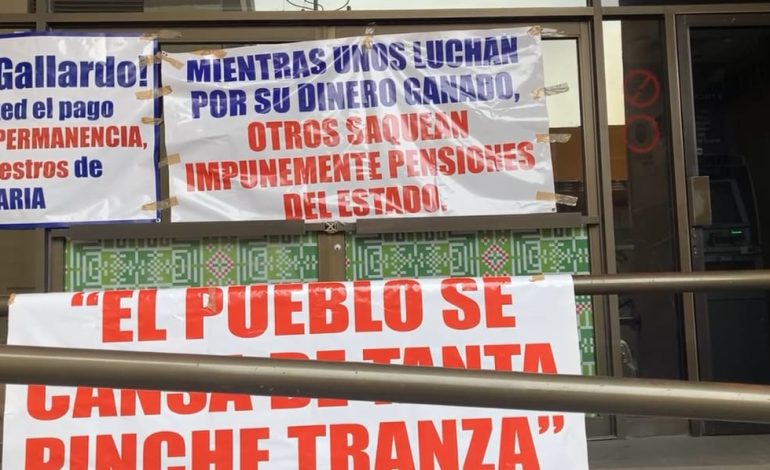 Gallardo!
ed el pago
PERMANENCIA,
estros de
ARIA
MIENTRAS UNOS LUCHAN
POR SU DINERO GANADO,
OTROS SAQUEAN
IMPUNEMENTE PENSIONES
DEL ESTADO.
“EL PUEBLO SE
CANSA DE TANTA
PINCHE TRANZA”